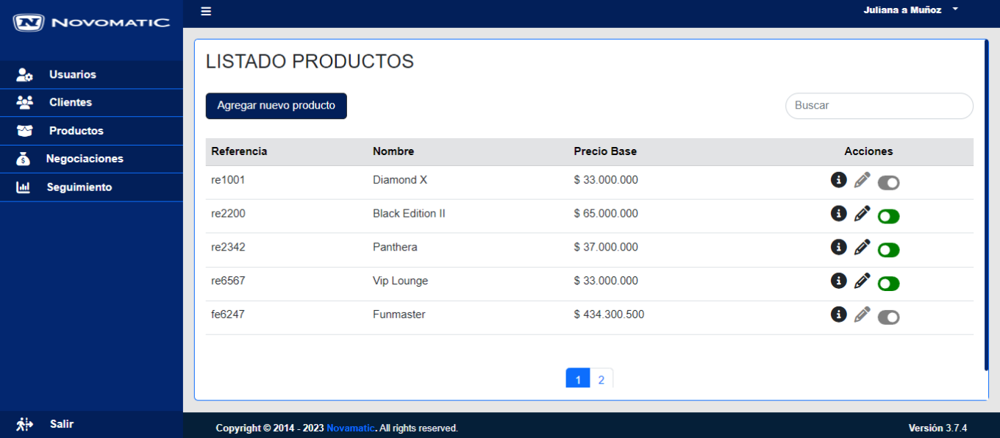 NOVOMATIC
Juliana a Muñoz
Usuarios
Clientes
Productos
Negociaciones
Seguimiento
Salir
LISTADO PRODUCTOS
Agregar nuevo producto
Buscar
Referencia Nombre Precio Base Acciones
re1001 Diamond X $ 33.000.000
re2200 Black Edition II $ 65.000.000
re2342 Panthera $ 37.000.000
re6567 Vip Lounge $ 33.000.000
fe6247 Funmaster $ 434.300.500
1 2
Copyright © 2014 - 2023 Novamatic. All rights reserved.
Versión 3.7.4